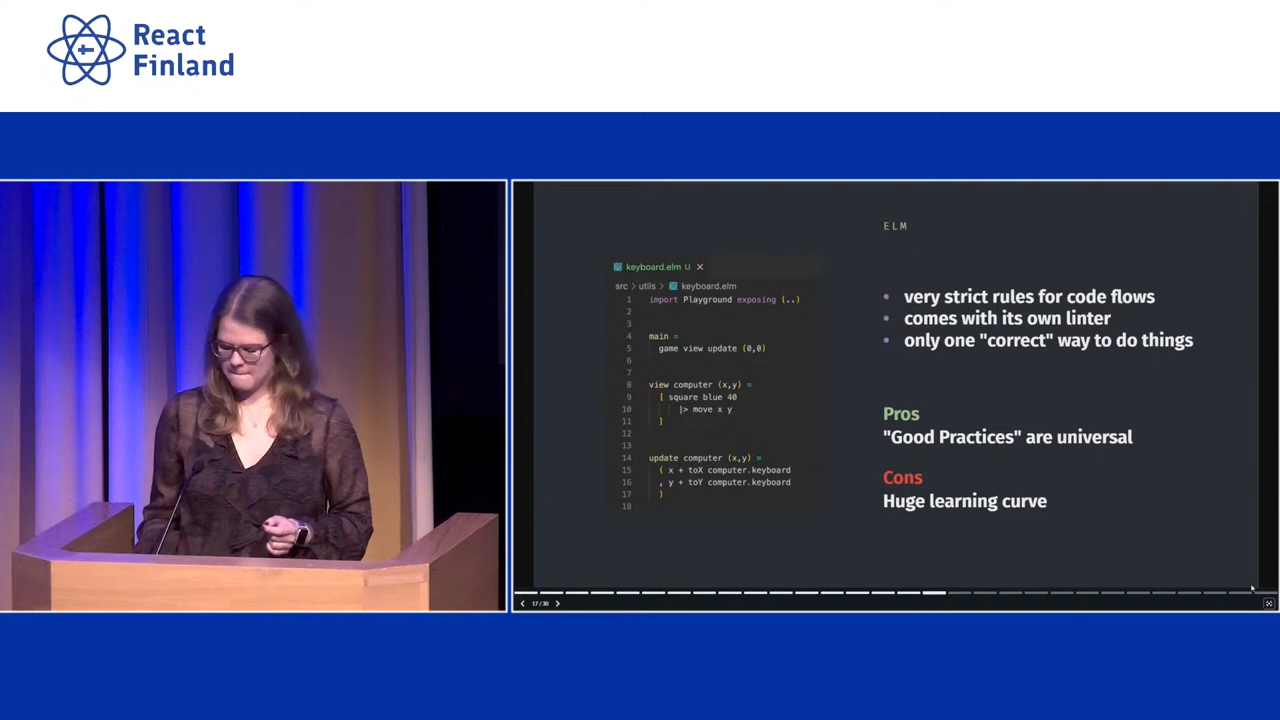 React
Finland
ELM
keyboard.elm U ×
src > utils > keyboard.elm
1 import Playground exposing (..)
2
3
4 main =
5 game view update (0,0)
6
7
8 view computer (x,y) =
9 [ square blue 40
10 |> move x y
11 ]
12
13
14 update computer (x,y) =
15 ( x + toX computer.keyboard
16 , y + toY computer.keyboard
17 )
18
• very strict rules for code flows
• comes with its own linter
• only one "correct" way to do things
Pros
"Good Practices" are universal
Cons
Huge learning curve
17 / 30